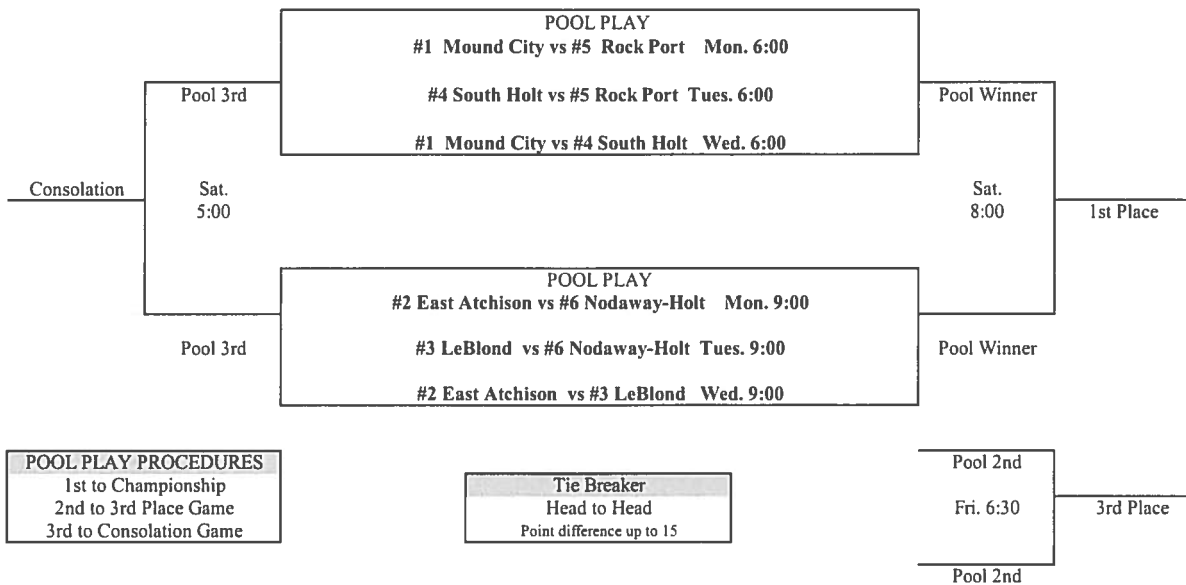 POOL PLAY
#1 Mound City vs #5 Rock Port Mon. 6:00
Pool 3rd
#4 South Holt vs #5 Rock Port Tues. 6:00
Pool Winner
#1 Mound City vs #4 South Holt Wed. 6:00
Consolation
Sat.
5:00
Sat.
8:00
1st Place
POOL PLAY
#2 East Atchison vs #6 Nodaway-Holt Mon. 9:00
Pool 3rd
#3 LeBlond vs #6 Nodaway-Holt Tues. 9:00
Pool Winner
#2 East Atchison vs #3 LeBlond Wed. 9:00
POOL PLAY PROCEDURES
1st to Championship
2nd to 3rd Place Game
3rd to Consolation Game
Tie Breaker
Head to Head
Point difference up to 15
Pool 2nd
Fri. 6:30
3rd Place
Pool 2nd